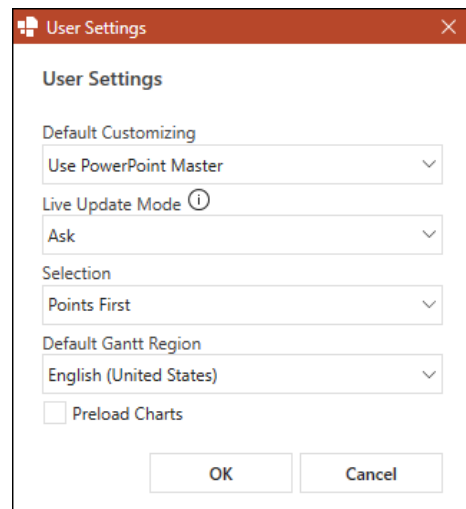 User Settings
User Settings
Default Customizing
Use PowerPoint Master
Live Update Mode
Ask
Selection
Points First
Default Gantt Region
English (United States)
Preload Charts
OK Cancel